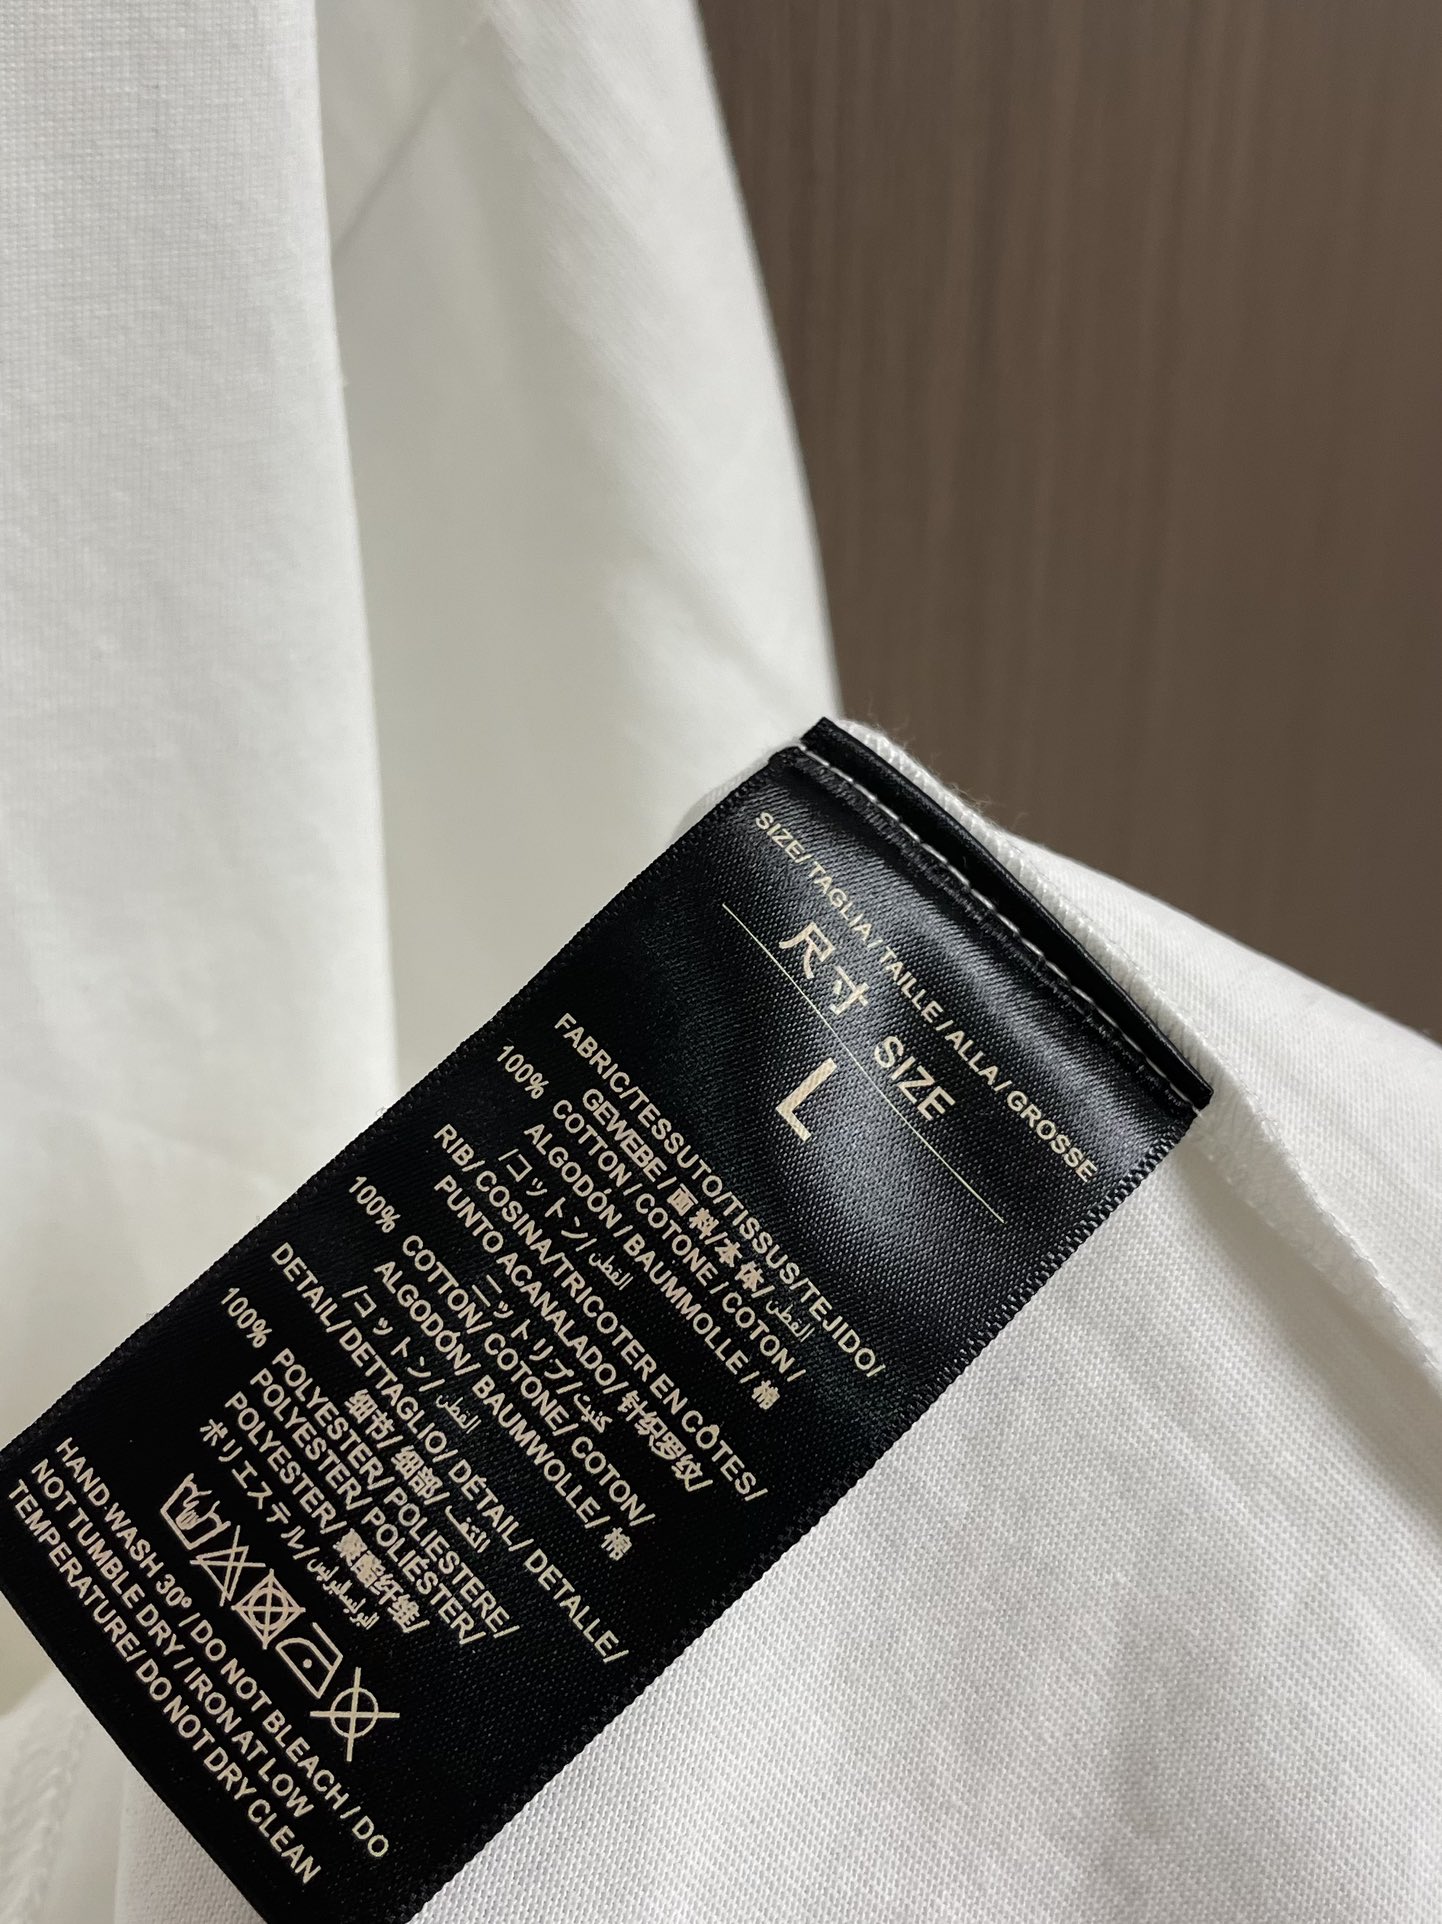 SIZE/TAGLIA/TAILLE/ALLA/GROSSE
尺寸 SIZE
L
FABRIC/TESSUTO/TISSUS/TEJIDO/
GEWEBE/面料/本体/القطن
100% COTTON/COTONE/COTON/
ALGODÓN/BAUMMOLLE/棉
/コットン/القطن
RIB/COSINA/TRICOTER EN CÔTES/
PUNTO ACANALADO/针织罗纹/
ニットリブ/
100% COTTON/COTONE/COTON/
ALGODÓN/BAUMWOLLE/棉
/コットン/القطن
DETAIL/DETTAGLIO/DÉTAIL/DETALLE/
细节/细部/
100% POLYESTER/POLIESTERE/
POLYESTER/POLIÉSTER/
POLYESTER/聚酯纤维/
ポリエステル/
HAND.WASH 30°/DO NOT BLEACH/DO
NOT TUMBLE DRY/IRON AT LOW
TEMPERATURE/DO NOT DRY CLEAN